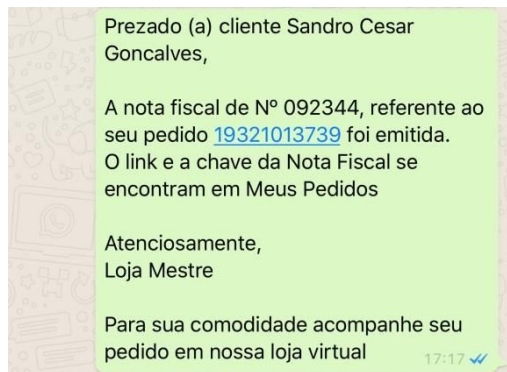 Prezado (a) cliente Sandro Cesar
Goncalves,
A nota fiscal de Nº 092344, referente ao
seu pedido 19321013739 foi emitida.
O link e a chave da Nota Fiscal se
encontram em Meus Pedidos
Atenciosamente,
Loja Mestre
Para sua comodidade acompanhe seu
pedido em nossa loja virtual
17:17